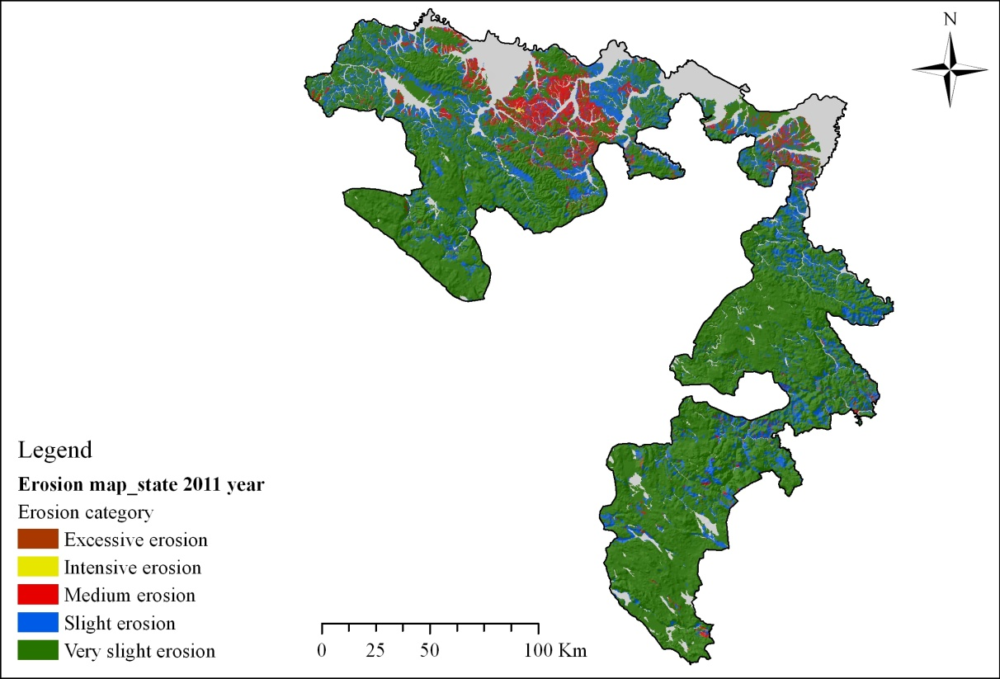 N
Legend
Erosion map_state 2011 year
Erosion category
Excessive erosion
Intensive erosion
Medium erosion
Slight erosion
Very slight erosion
0 25 50 100 Km